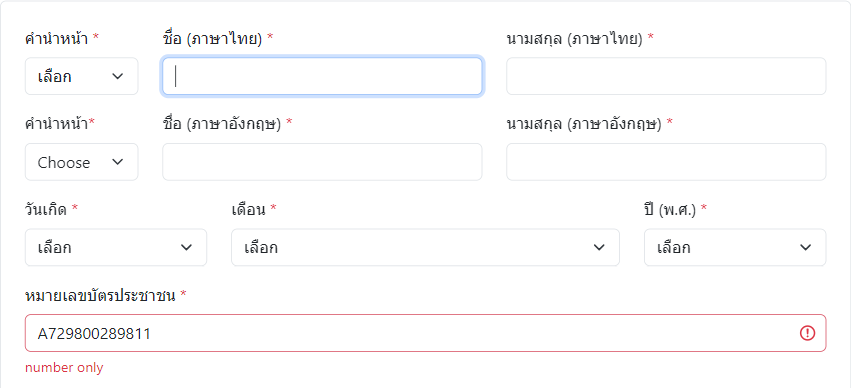 คำนำหน้า * ชื่อ (ภาษาไทย) * นามสกุล (ภาษาไทย) *
เลือก
คำนำหน้า* ชื่อ (ภาษาอังกฤษ) * นามสกุล (ภาษาอังกฤษ) *
Choose
วันเกิด * เดือน * ปี (พ.ศ.) *
เลือก เลือก เลือก
หมายเลขบัตรประชาชน *
A729800289811
number only